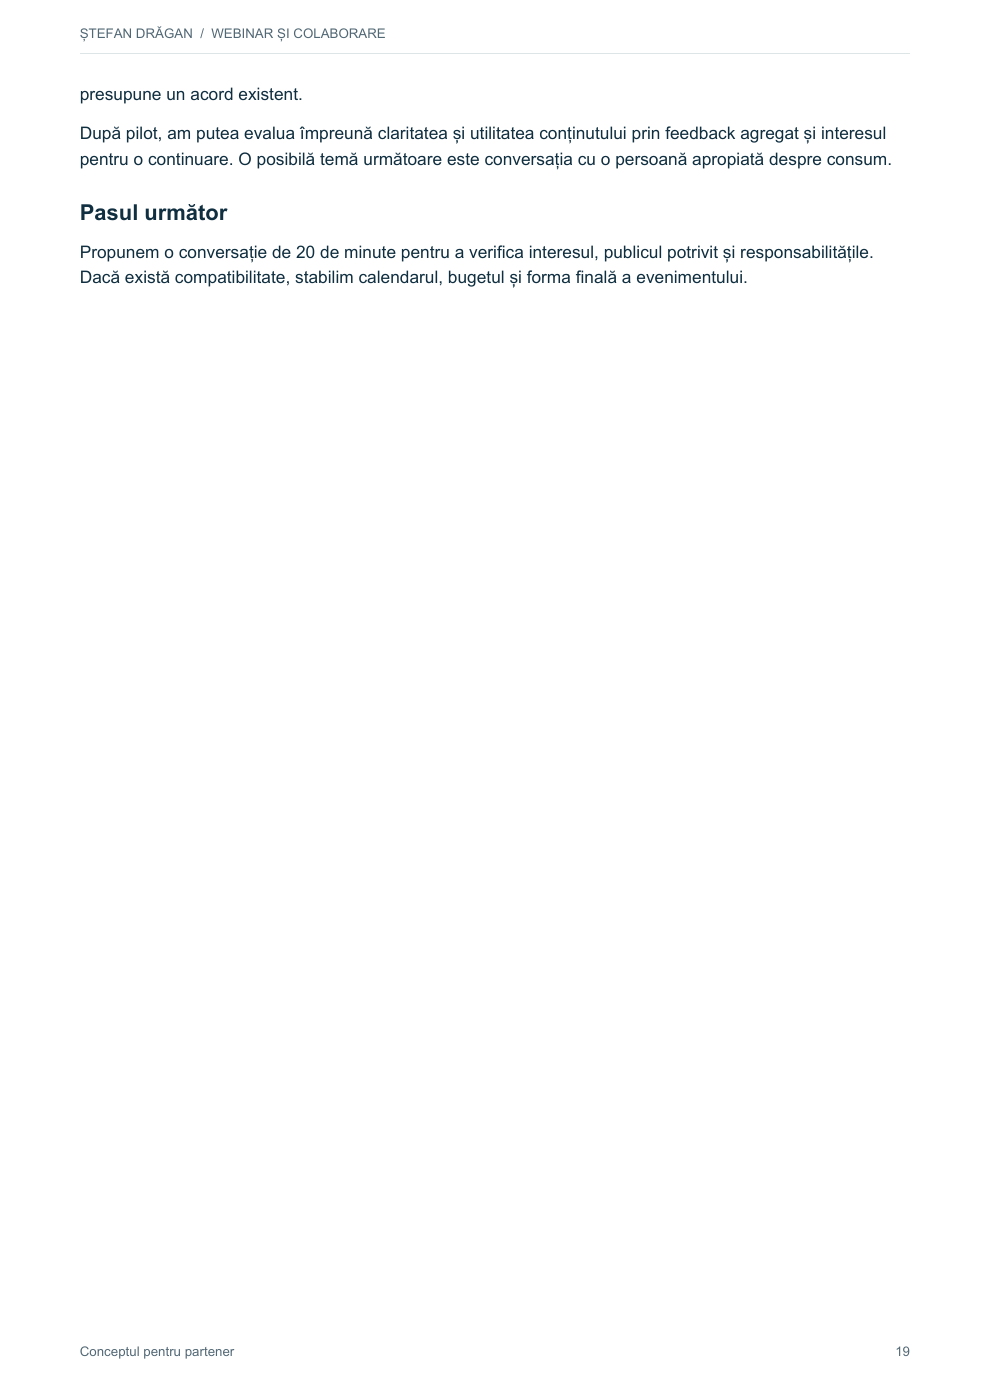 ȘTEFAN DRĂGAN / WEBINAR ȘI COLABORARE
presupune un acord existent.
După pilot, am putea evalua împreună claritatea și utilitatea conținutului prin feedback agregat și interesul
pentru o continuare. O posibilă temă următoare este conversația cu o persoană apropiată despre consum.
Pasul următor
Propunem o conversație de 20 de minute pentru a verifica interesul, publicul potrivit și responsabilitățile.
Dacă există compatibilitate, stabilim calendarul, bugetul și forma finală a evenimentului.
Conceptul pentru partener 19